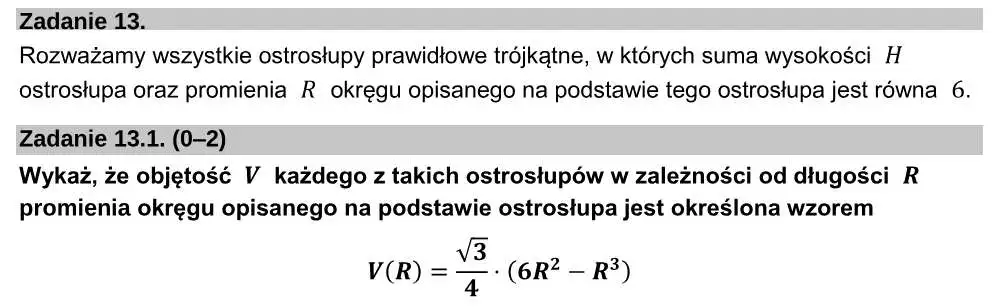 Zadanie 13.
Rozważamy wszystkie ostrosłupy prawidłowe trójkątne, w których suma wysokości H
ostrosłupa oraz promienia R okręgu opisanego na podstawie tego ostrosłupa jest równa 6.
Zadanie 13.1. (0–2)
Wykaż, że objętość V każdego z takich ostrosłupów w zależności od długości R
promienia okręgu opisanego na podstawie ostrosłupa jest określona wzorem
V(R) = √3/4 · (6R² − R³)